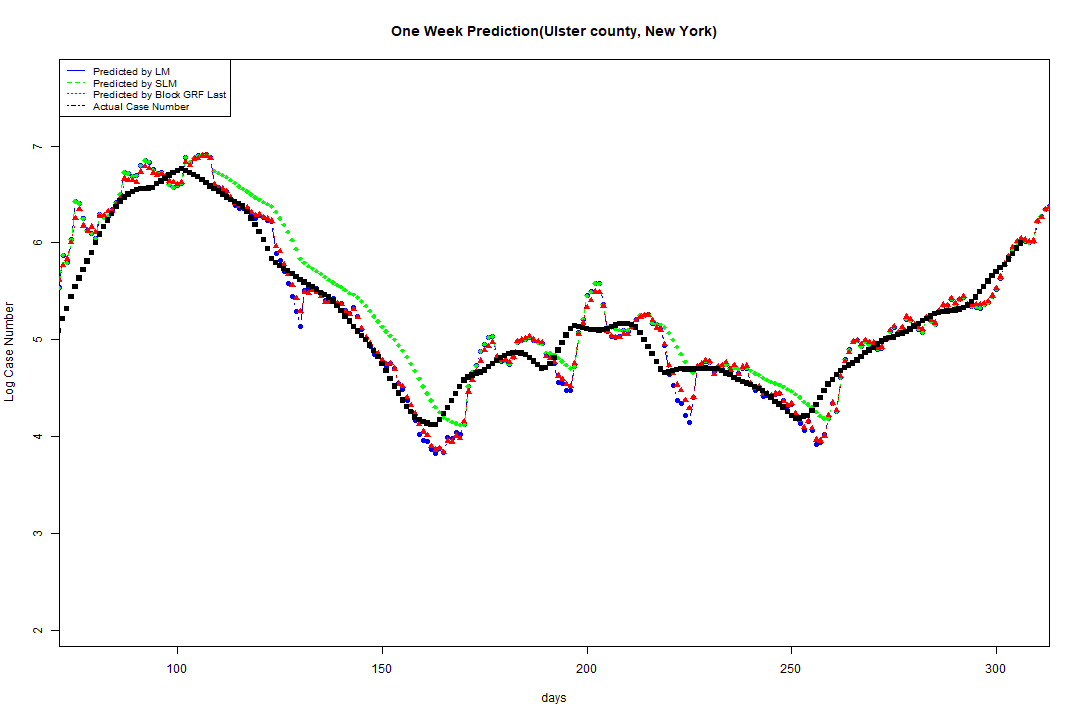 One Week Prediction(Ulster county, New York)
Predicted by LM
Predicted by SLM
Predicted by Block GRF Last
Actual Case Number
Log Case Number
7
6
5
4
3
2
100 150 200 250 300
days